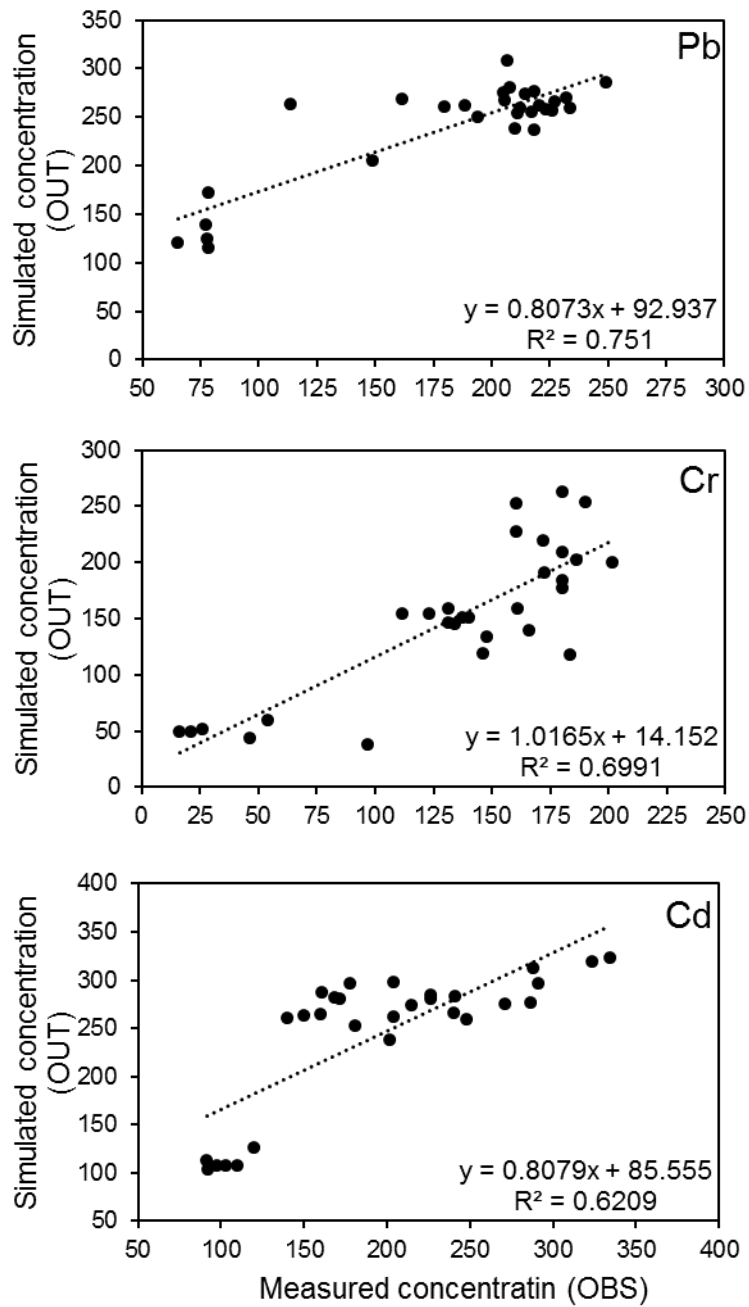 Pb
Simulated concentration
(OUT)
350
300
250
200
150
100
50
0
y = 0.8073x + 92.937
R² = 0.751
50 75 100 125 150 175 200 225 250 275 300
Cr
Simulated concentration
(OUT)
300
250
200
150
100
50
0
y = 1.0165x + 14.152
R² = 0.6991
0 25 50 75 100 125 150 175 200 225 250
Cd
Simulated concentration
(OUT)
400
350
300
250
200
150
100
50
y = 0.8079x + 85.555
R² = 0.6209
50 100 150 200 250 300 350 400
Measured concentratin (OBS)